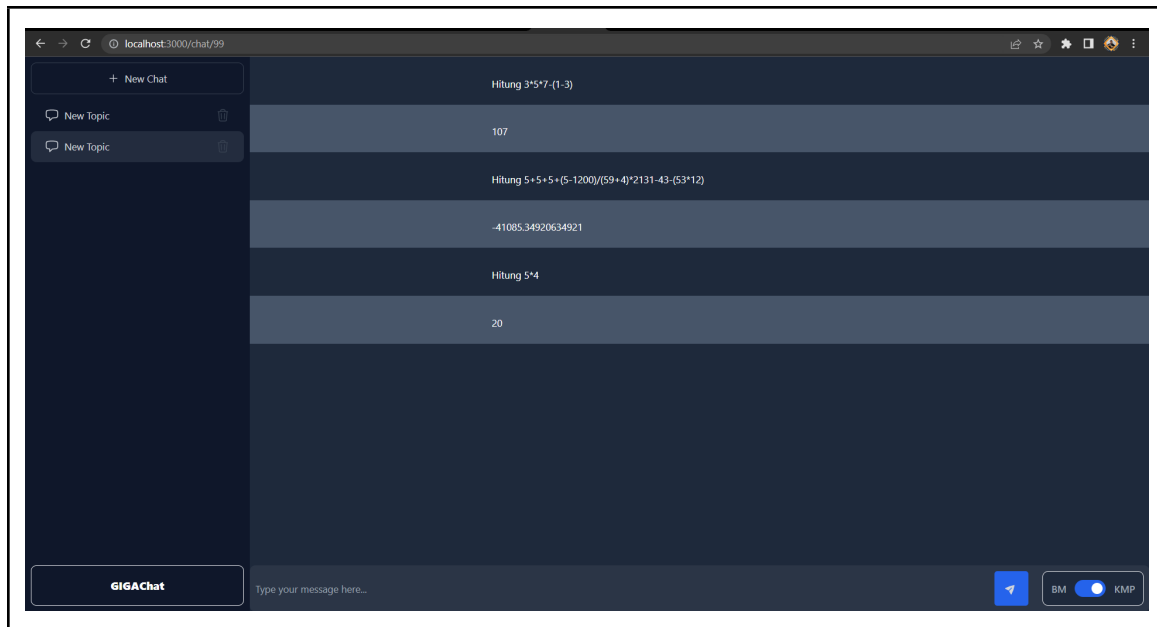 localhost:3000/chat/99
+ New Chat
New Topic
New Topic
Hitung 3*5*7-(1-3)
107
Hitung 5+5+5+(5-1200)/(59+4)*2131-43-(53*12)
-41085.34920634921
Hitung 5*4
20
GIGAChat
Type your message here...
BM KMP